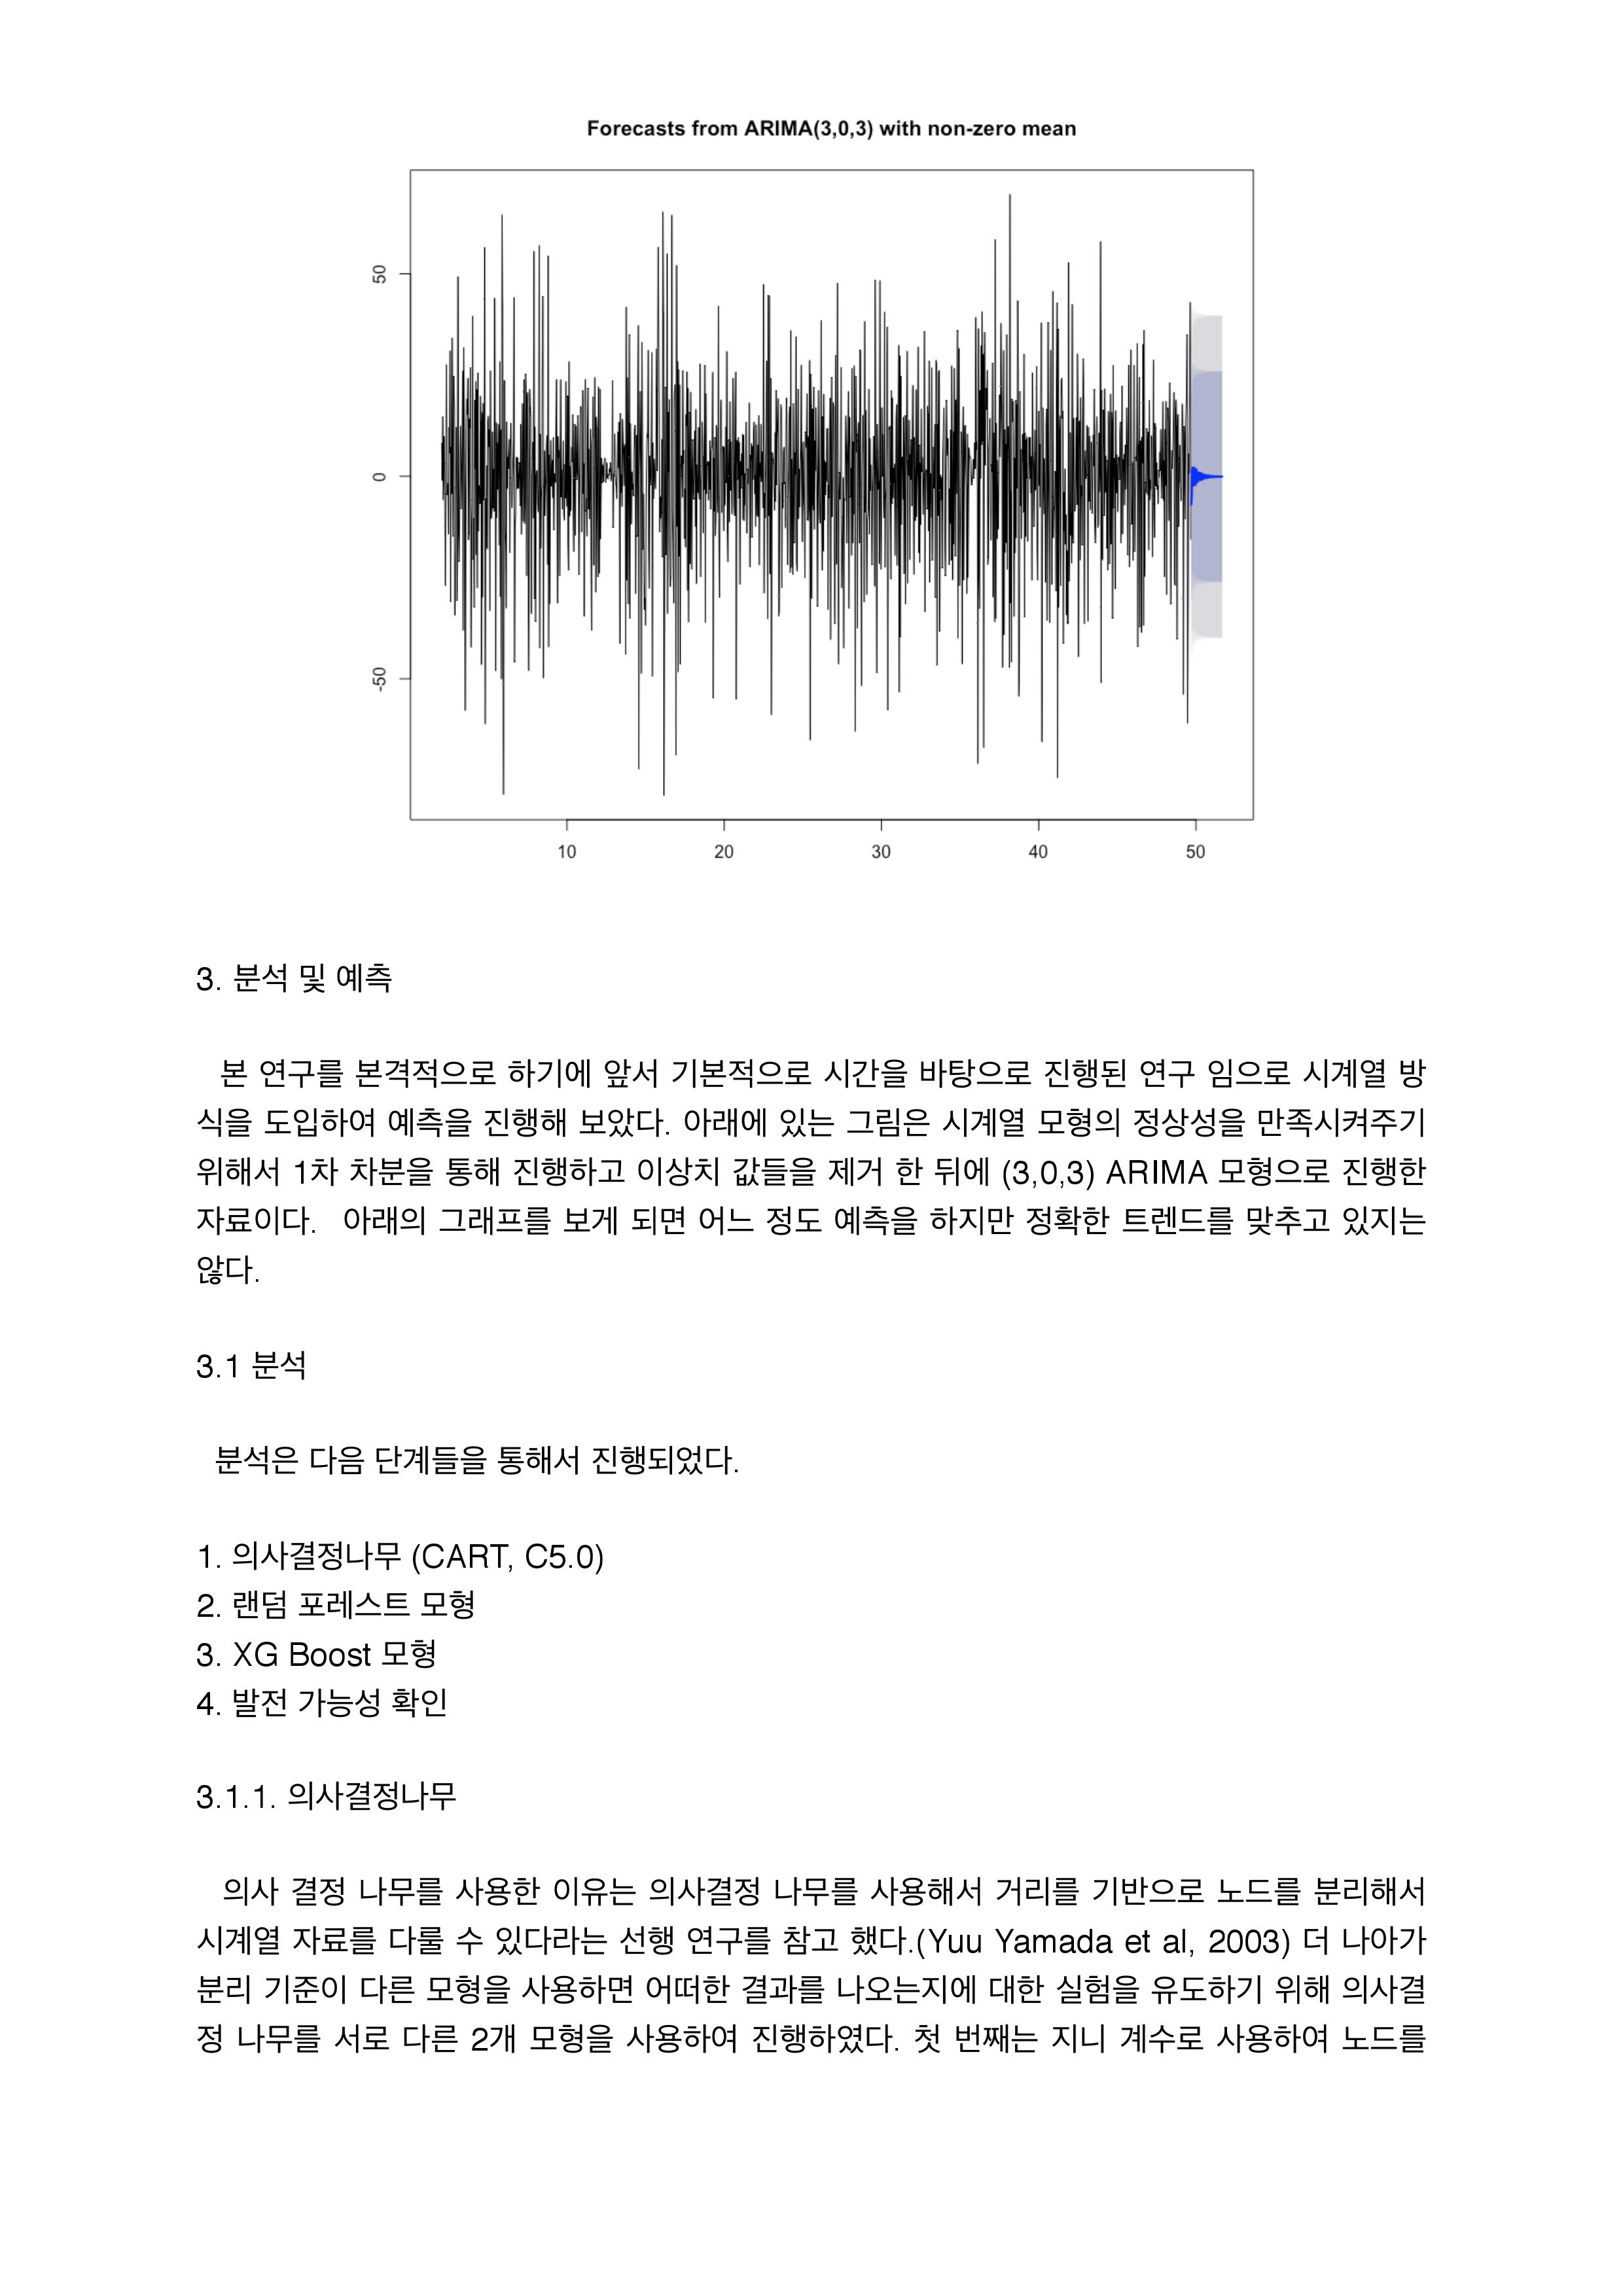 Forecasts from ARIMA(3,0,3) with non-zero mean
50
0
-50
10 20 30 40 50
3. 분석 및 예측
본 연구를 본격적으로 하기에 앞서 기본적으로 시간을 바탕으로 진행된 연구 임으로 시계열 방
식을 도입하여 예측을 진행해 보았다. 아래에 있는 그림은 시계열 모형의 정상성을 만족시켜주기
위해서 1차 차분을 통해 진행하고 이상치 값들을 제거 한 뒤에 (3,0,3) ARIMA 모형으로 진행한
자료이다. 아래의 그래프를 보게 되면 어느 정도 예측을 하지만 정확한 트렌드를 맞추고 있지는
않다.
3.1 분석
분석은 다음 단계들을 통해서 진행되었다.
1. 의사결정나무 (CART, C5.0)
2. 랜덤 포레스트 모형
3. XG Boost 모형
4. 발전 가능성 확인
3.1.1. 의사결정나무
의사 결정 나무를 사용한 이유는 의사결정 나무를 사용해서 거리를 기반으로 노드를 분리해서
시계열 자료를 다룰 수 있다라는 선행 연구를 참고 했다.(Yuu Yamada et al, 2003) 더 나아가
분리 기준이 다른 모형을 사용하면 어떠한 결과를 나오는지에 대한 실험을 유도하기 위해 의사결
정 나무를 서로 다른 2개 모형을 사용하여 진행하였다. 첫 번째는 지니 계수로 사용하여 노드를